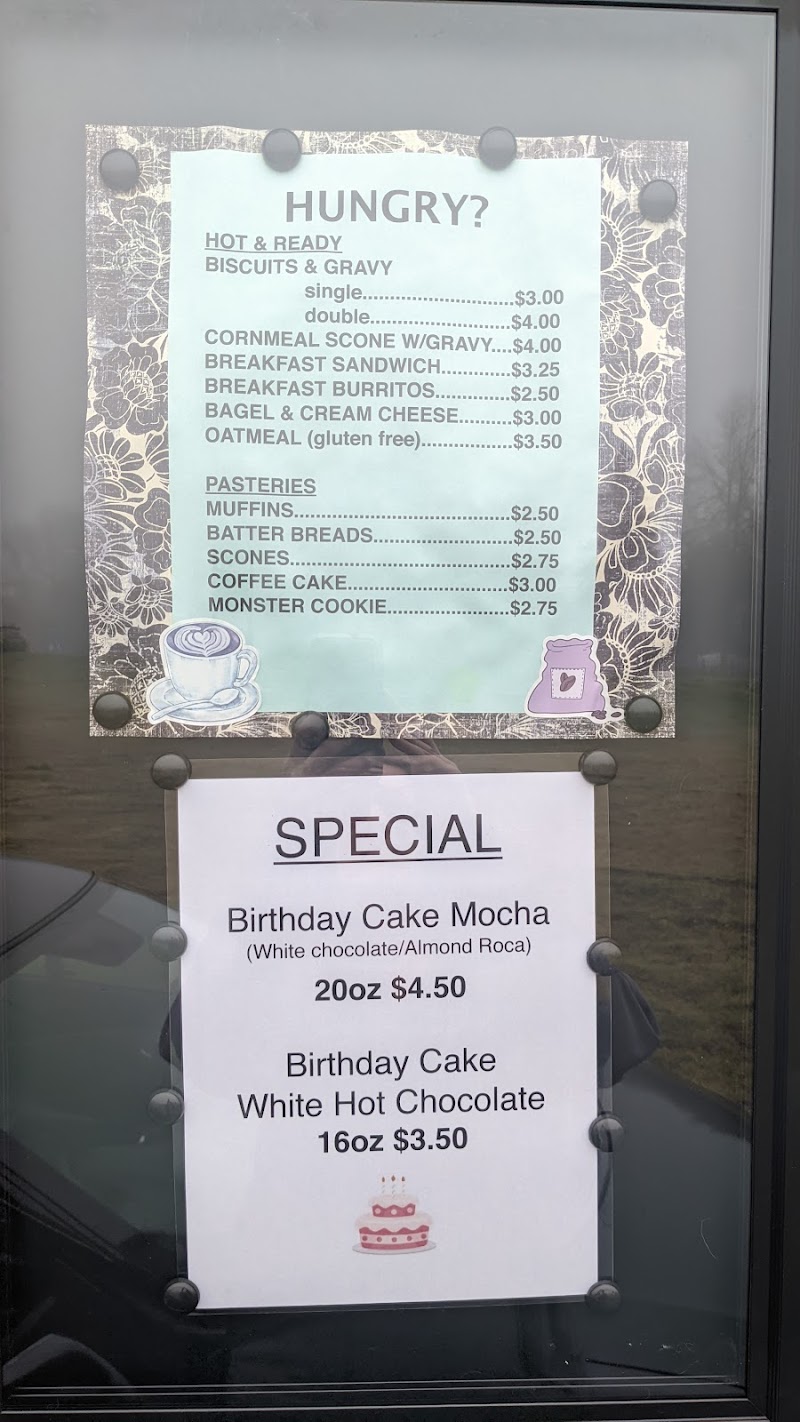 HUNGRY?
HOT & READY
BISCUITS & GRAVY
single..............................$3.00
double............................$4.00
CORNMEAL SCONE W/GRAVY....$4.00
BREAKFAST SANDWICH..............$3.25
BREAKFAST BURRITOS...............$2.50
BAGEL & CREAM CHEESE..........$3.00
OATMEAL (gluten free).................$3.50
PASTERIES
MUFFINS...........................................$2.50
BATTER BREADS...........................$2.50
SCONES............................................$2.75
COFFEE CAKE................................$3.00
MONSTER COOKIE........................$2.75
SPECIAL
Birthday Cake Mocha
(White chocolate/Almond Roca)
20oz $4.50
Birthday Cake
White Hot Chocolate
16oz $3.50